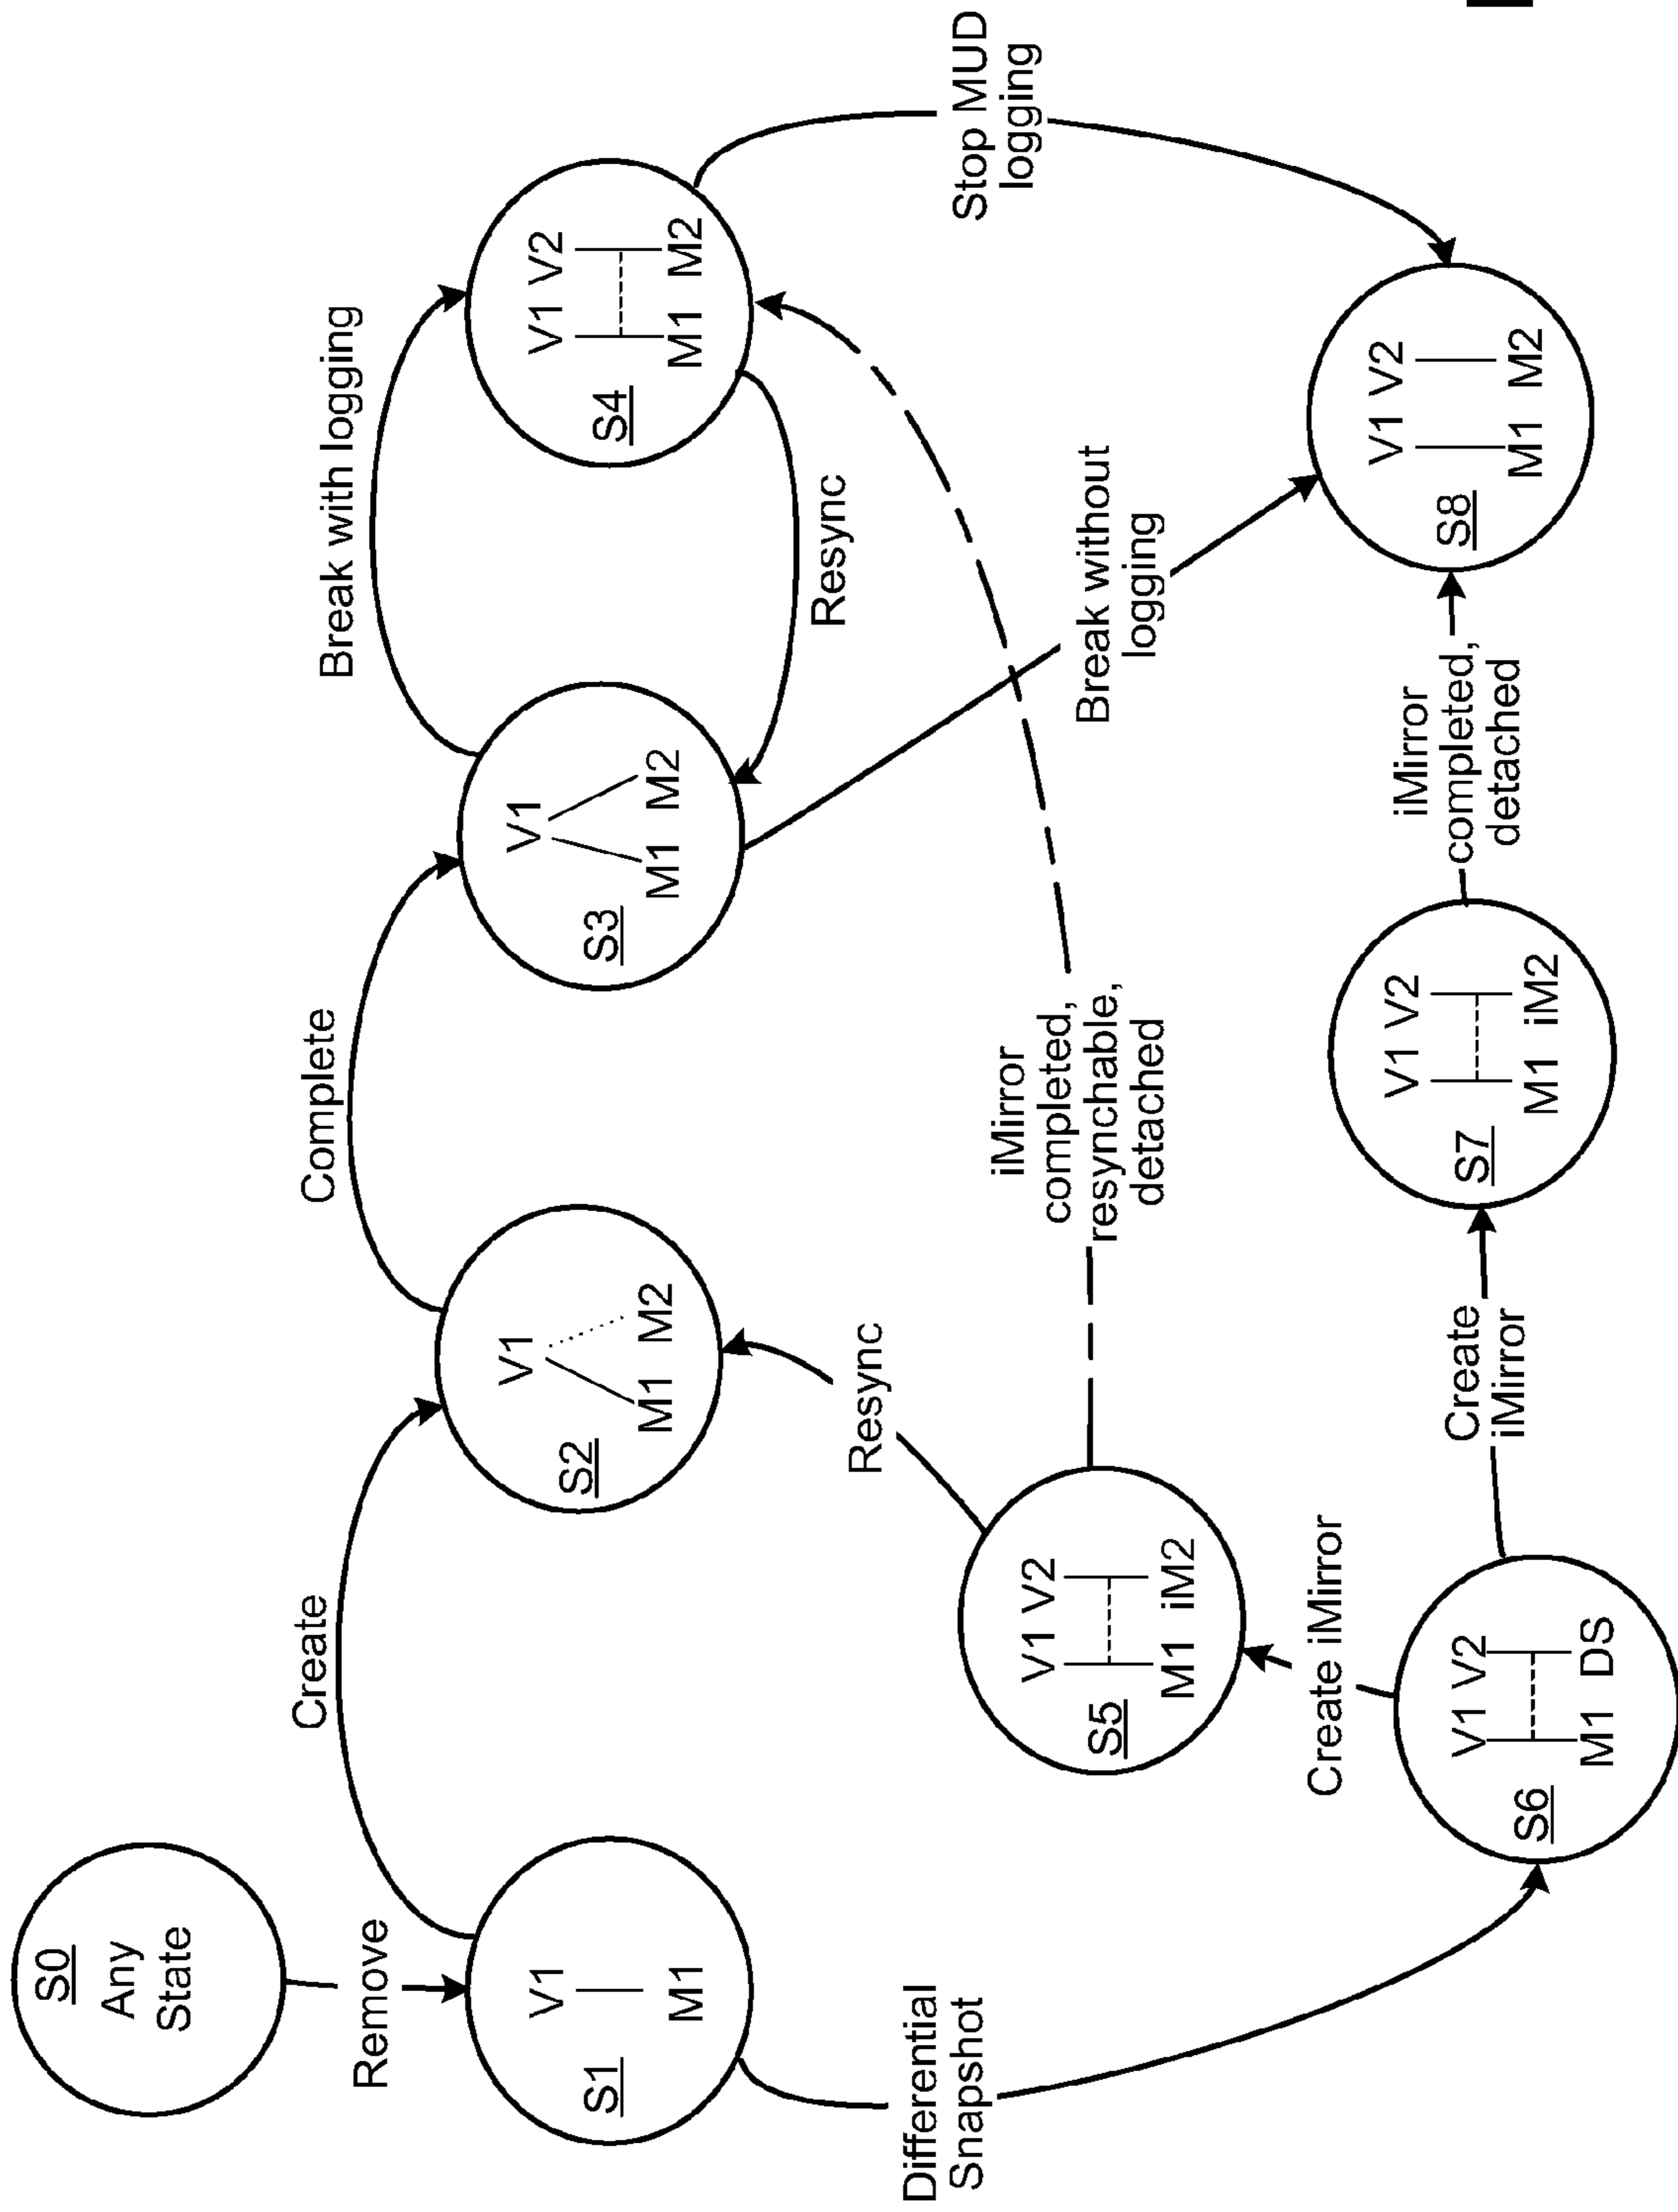 S0
Any
State
Remove
S1
V1
M1
Create
S2
V1
M1 M2
Complete
S3
V1
M1 M2
Break with logging
S4
V1 V2
M1 M2
Resync
Differential
Snapshot
S6
V1 V2
M1 DS
Create iMirror
S5
V1 V2
M1 iM2
Resync
iMirror
completed,
resynchable,
detached
Break without
logging
Stop MUD
logging
Create
iMirror
S7
V1 V2
M1 iM2
iMirror
completed,
detached
S8
V1 V2
M1 M2